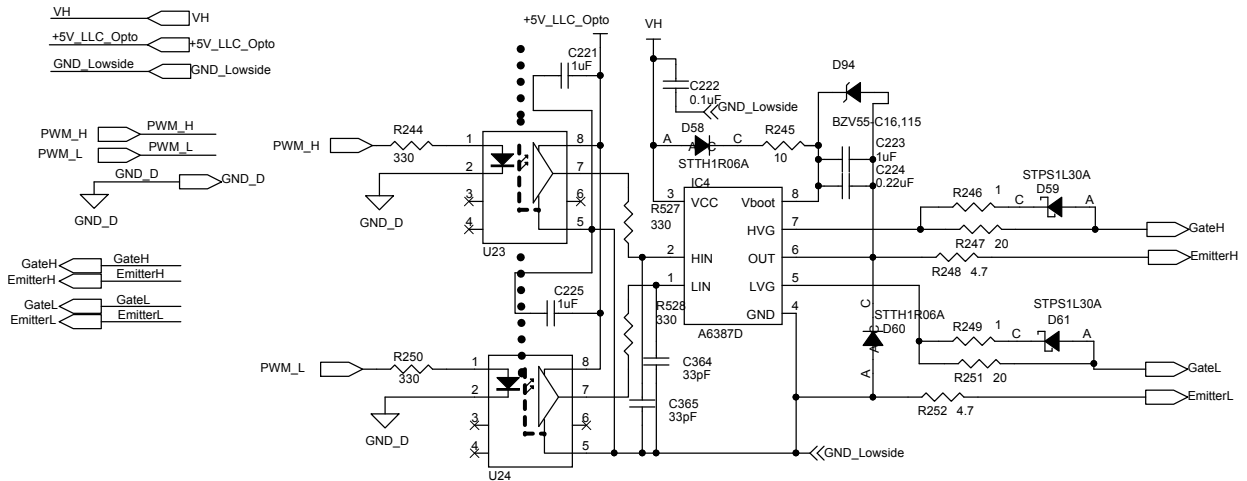 VH
VH
+5V_LLC_Opto
+5V_LLC_Opto
GND_Lowside
GND_Lowside
PWM_H
PWM_H
PWM_L
PWM_L
GND_D
GND_D
GND_D
GateH
GateH
EmitterH
EmitterH
GateL
GateL
EmitterL
EmitterL
+5V_LLC_Opto
VH
C221
1uF
C222
0.1uF
GND_Lowside
D94
BZV55-C16,115
PWM_H
R244
330
1
2
3
4
8
7
6
5
U23
GND_D
D58
A
A
C
C
STTH1R06A
R245
10
C223
1uF
C224
0.22uF
IC4
3
VCC
Vboot
8
HVG
7
2
HIN
OUT
6
1
LIN
LVG
5
GND
4
A6387D
R527
330
R528
330
R246
1
C
STPS1L30A
D59
A
GateH
R247
20
R248
4.7
EmitterH
C225
1uF
C
STTH1R06A
C
D60
A
A
R249
1
C
STPS1L30A
D61
A
GateL
R251
20
R252
4.7
EmitterL
PWM_L
R250
330
1
2
3
4
8
7
6
5
U24
GND_D
C364
33pF
C365
33pF
GND_Lowside